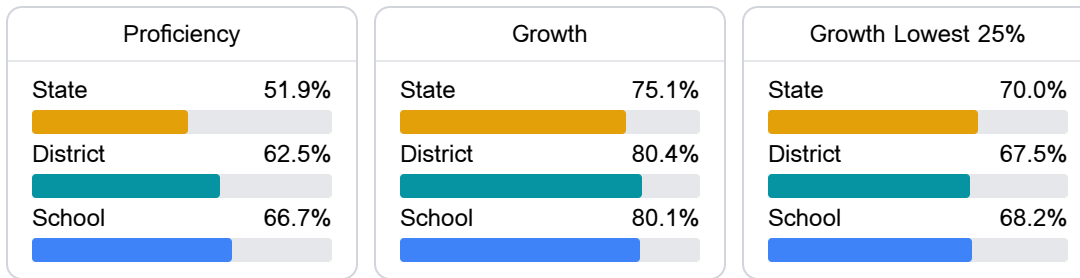 Proficiency
State 51.9%
District 62.5%
School 66.7%
Growth
State 75.1%
District 80.4%
School 80.1%
Growth Lowest 25%
State 70.0%
District 67.5%
School 68.2%